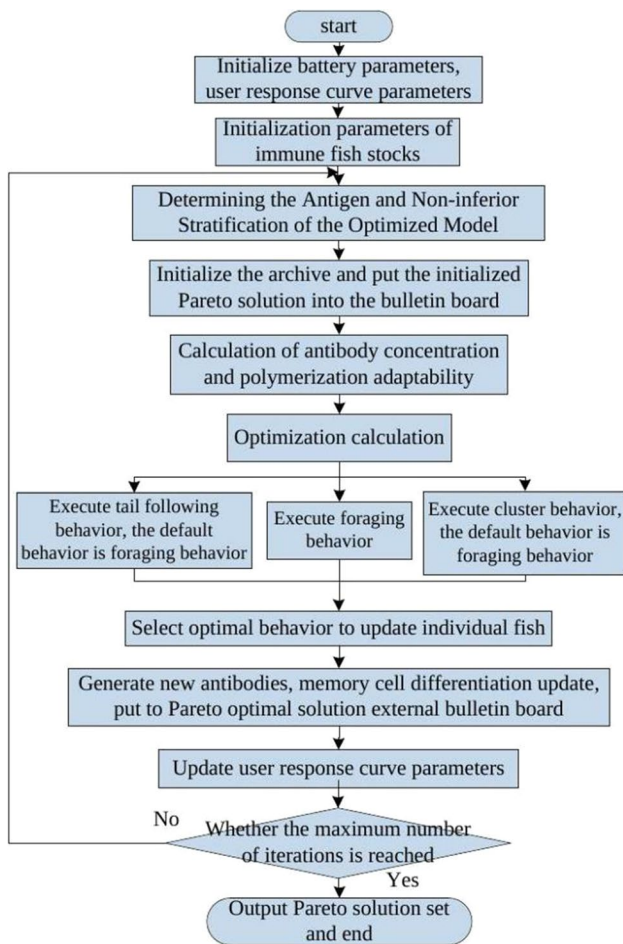 start
Initialize battery parameters,
user response curve parameters
Initialization parameters of
immune fish stocks
Determining the Antigen and Non-inferior
Stratification of the Optimized Model
Initialize the archive and put the initialized
Pareto solution into the bulletin board
Calculation of antibody concentration
and polymerization adaptability
Optimization calculation
Execute tail following
behavior, the default
behavior is foraging behavior
Execute foraging
behavior
Execute cluster behavior,
the default behavior is
foraging behavior
Select optimal behavior to update individual fish
Generate new antibodies, memory cell differentiation update,
put to Pareto optimal solution external bulletin board
Update user response curve parameters
No
Whether the maximum number
of iterations is reached
Yes
Output Pareto solution set
and end